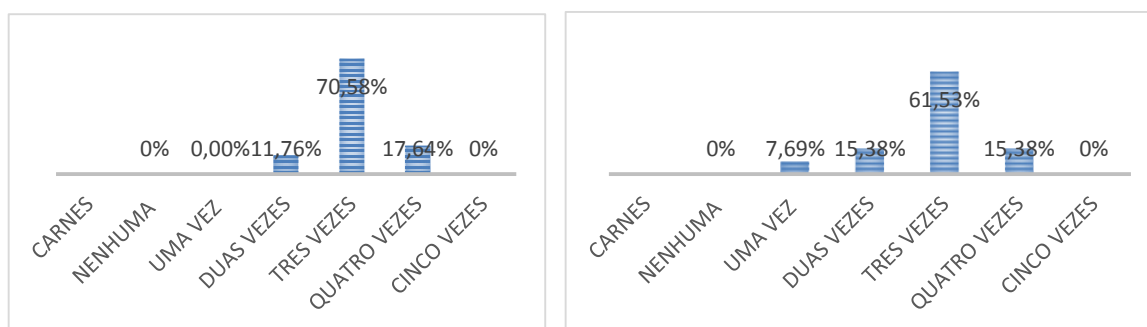 70,58%
0% 0,00% 11,76% 17,64% 0%
CARNES
NENHUMA
UMA VEZ
DUAS VEZES
TRES VEZES
QUATRO VEZES
CINCO VEZES
61,53%
0% 7,69% 15,38% 15,38% 0%
CARNES
NENHUMA
UMA VEZ
DUAS VEZES
TRES VEZES
QUATRO VEZES
CINCO VEZES